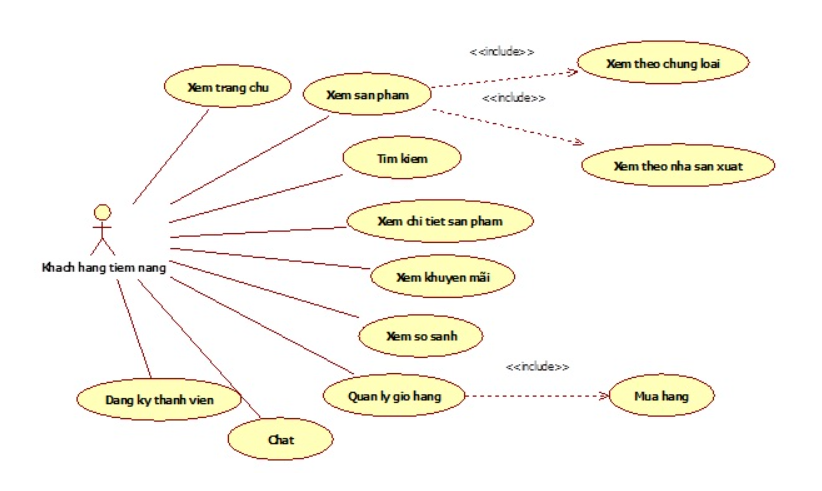 <<include>>
Xem theo chung loai
Xem trang chu
Xem san pham
<<include>>
Tim kiem
Xem theo nha san xuat
Xem chi tiet san pham
Khach hang tiem nang
Xem khuyen mãi
Xem so sanh
<<include>>
Dang ky thanh vien
Quan ly gio hang
Mua hang
Chat